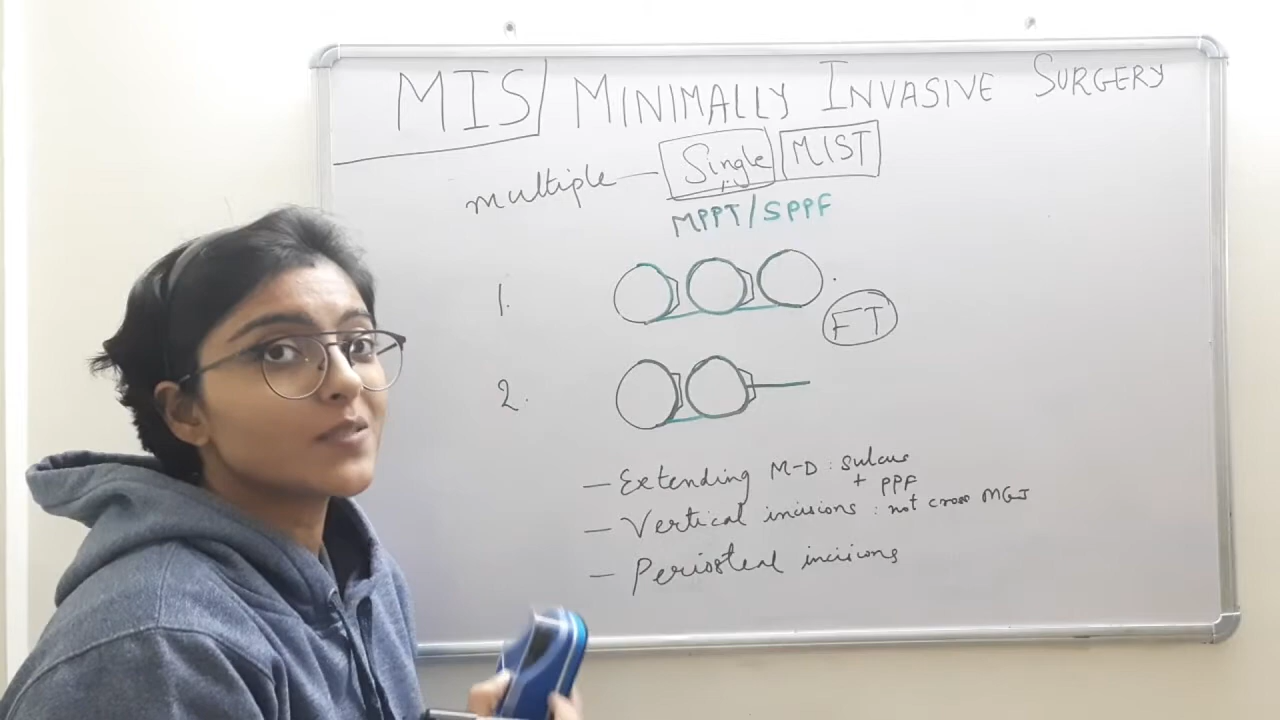 MIS/ MINIMALLY INVASIVE SURGERY
multiple — Single MIST
MPPT/SPPF
1.
FT
2.
— Extending M-D : sulcus
+ PPF
— Vertical incisions : not cross MGJ
— Periosteal incisions